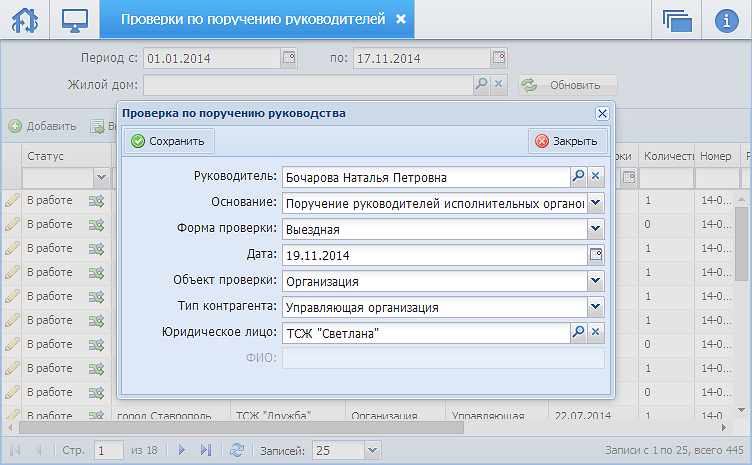 Проверки по поручению руководителей
Период с: 01.01.2014 по: 17.11.2014
Жилой дом: Обновить
Добавить
Проверка по поручению руководства
Сохранить Закрыть
Статус Количеств Номер
Руководитель: Бочарова Наталья Петровна
Основание: Поручение руководителей исполнительных органо
Форма проверки: Выездная
Дата: 19.11.2014
Объект проверки: Организация
Тип контрагента: Управляющая организация
Юридическое лицо: ТСЖ "Светлана"
ФИО:
В работе 1 14-0...
В работе 0 14-0...
В работе 1 14-0...
В работе 0 14-0...
В работе 1 14-0...
В работе 0 14-0...
В работе 1 14-0...
В работе 1 14-0...
В работе 0 14-0...
В работе город Ставрополь ТСЖ "Дружба" Организация Управляющая 22.07.2014 1 14-0...
Стр. 1 из 18 Записей: 25 Записи с 1 по 25, всего 445